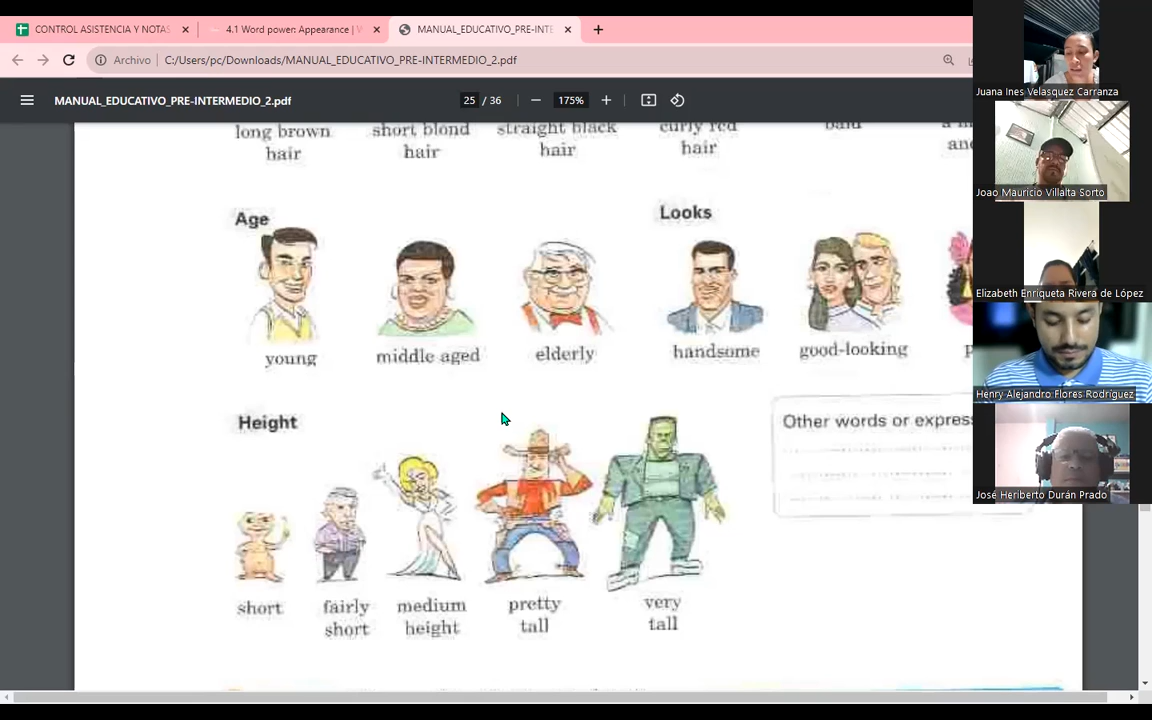 CONTROL ASISTENCIA Y NOTAS
4.1 Word power: Appearance |
MANUAL_EDUCATIVO_PRE-INTE
Archivo
C:/Users/pc/Downloads/MANUAL_EDUCATIVO_PRE-INTERMEDIO_2.pdf
MANUAL_EDUCATIVO_PRE-INTERMEDIO_2.pdf
25 / 36
175%
long brown hair
short blond hair
straight black hair
curly red hair
bald
Age
young
middle aged
elderly
Looks
handsome
good-looking
Height
short
fairly short
medium height
pretty tall
very tall
Other words or express
Juana Ines Velasquez Carranza
Joao Mauricio Villalta Sorto
Elizabeth Enriqueta Rivera de López
Henry Alejandro Flores Rodríguez
José Heriberto Durán Prado